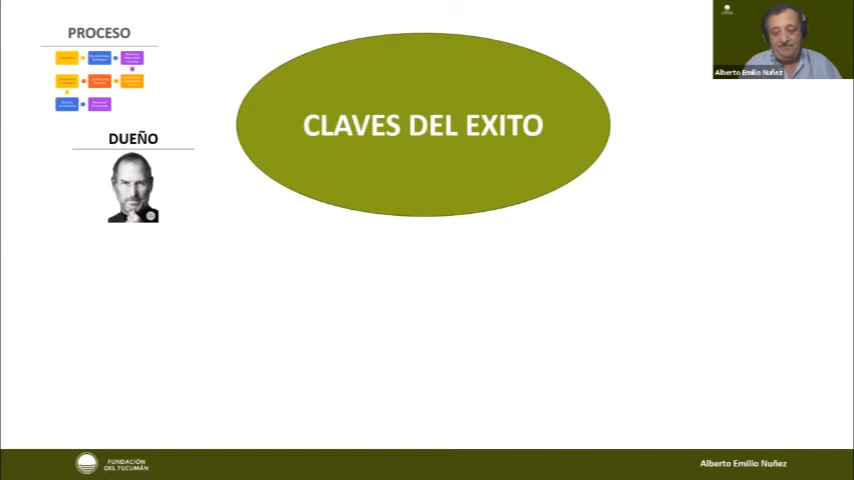 PROCESO
DUEÑO
CLAVES DEL EXITO
Alberto Emilio Nuñez
FUNDACIÓN
DEL TUCUMÁN
Alberto Emilio Nuñez